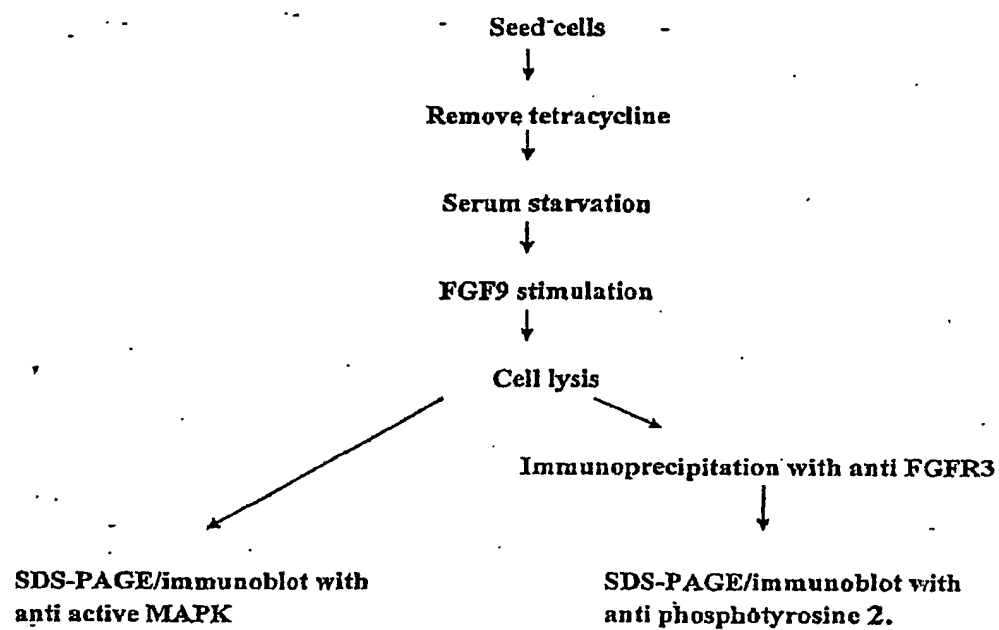 Seed cells
Remove tetracycline
Serum starvation
FGF9 stimulation
Cell lysis
Immunoprecipitation with anti FGFR3
SDS-PAGE/immunoblot with
anti active MAPK
SDS-PAGE/immunoblot with
anti phosphotyrosine 2.